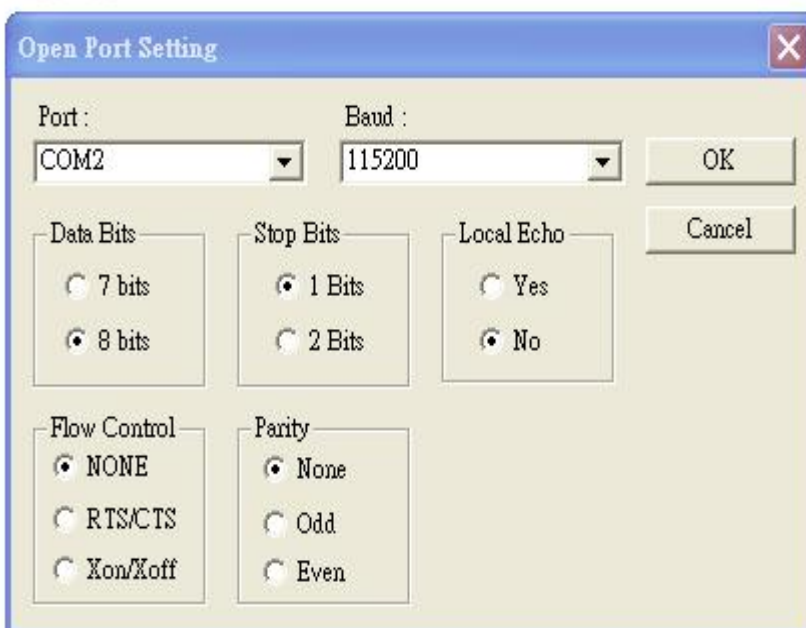 Open Port Setting
Port :
Baud :
COM2
115200
OK
Cancel
Data Bits
7 bits
8 bits
Stop Bits
1 Bits
2 Bits
Local Echo
Yes
No
Flow Control
NONE
RTS/CTS
Xon/Xoff
Parity
None
Odd
Even